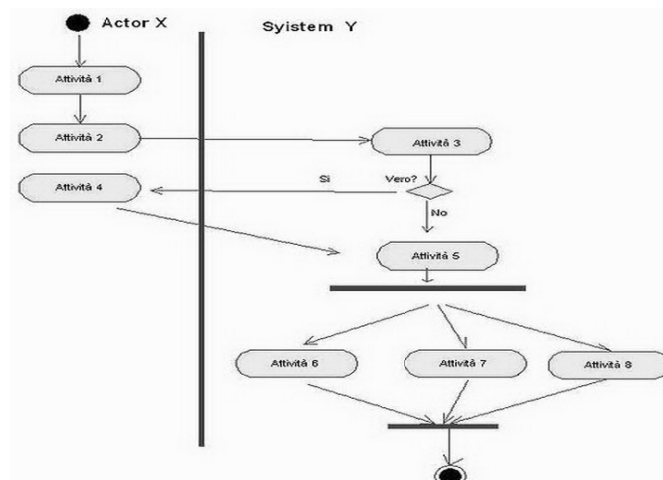 Actor X
Syistem Y
Attività 1
Attività 2
Attività 3
Attività 4
Si
Vero?
No
Attività 5
Attività 6
Attività 7
Attività 8